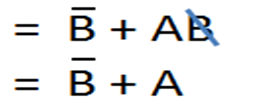 = B̅ + AB
= B̅ + A